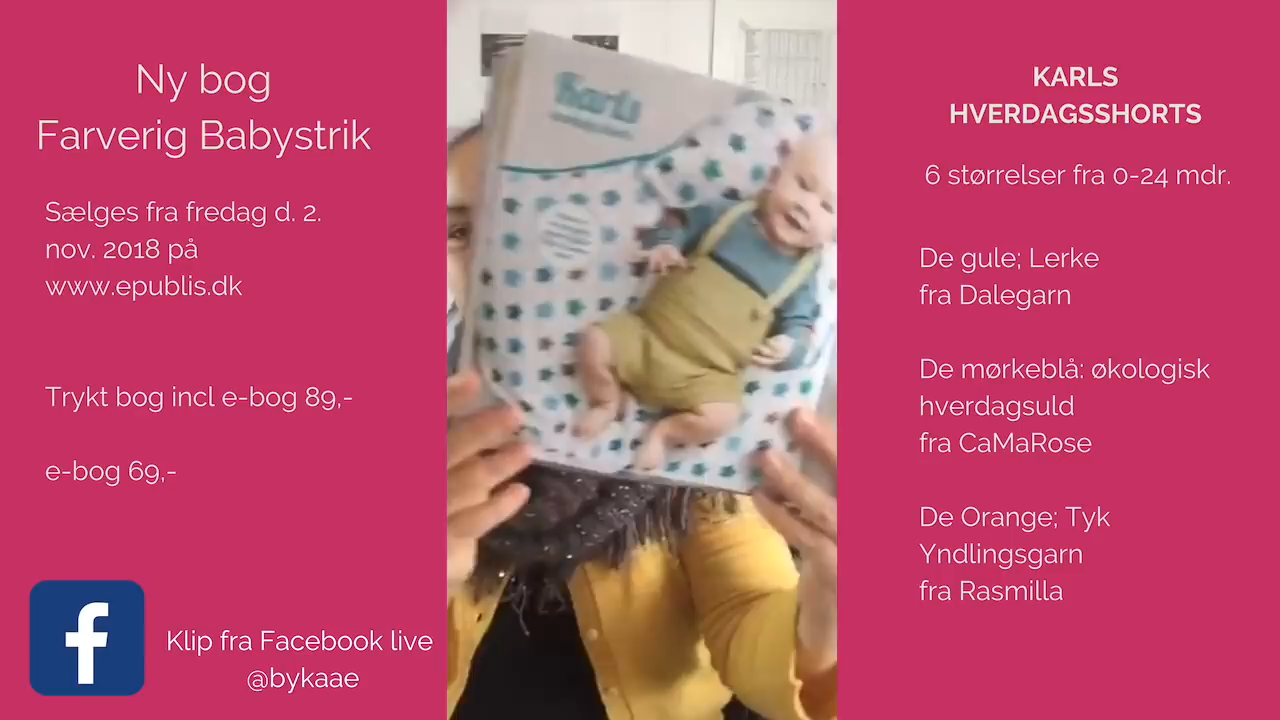 Ny bog
Farverig Babystrik
Sælges fra fredag d. 2.
nov. 2018 på
www.epublis.dk
Trykt bog incl e-bog 89,-
e-bog 69,-
f
Klip fra Facebook live
@bykaae
Karls
KARLS
HVERDAGSSHORTS
6 størrelser fra 0-24 mdr.
De gule; Lerke
fra Dalegarn
De mørkeblå: økologisk
hverdagsuld
fra CaMaRose
De Orange; Tyk
Yndlingsgarn
fra Rasmilla